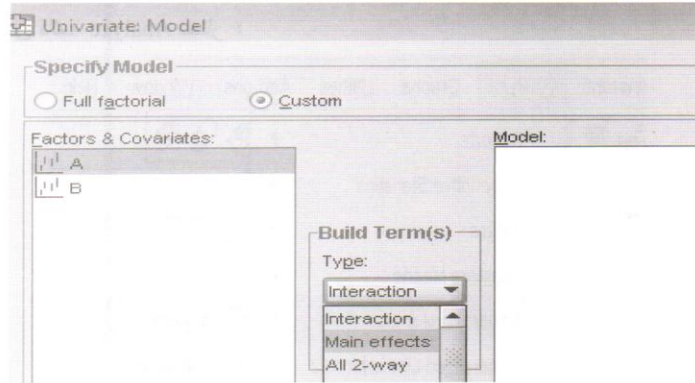 Univariate: Model
Specify Model
Full factorial
Custom
Factors & Covariates:
Model:
A
B
Build Term(s)
Type:
Interaction
Interaction
Main effects
All 2-way